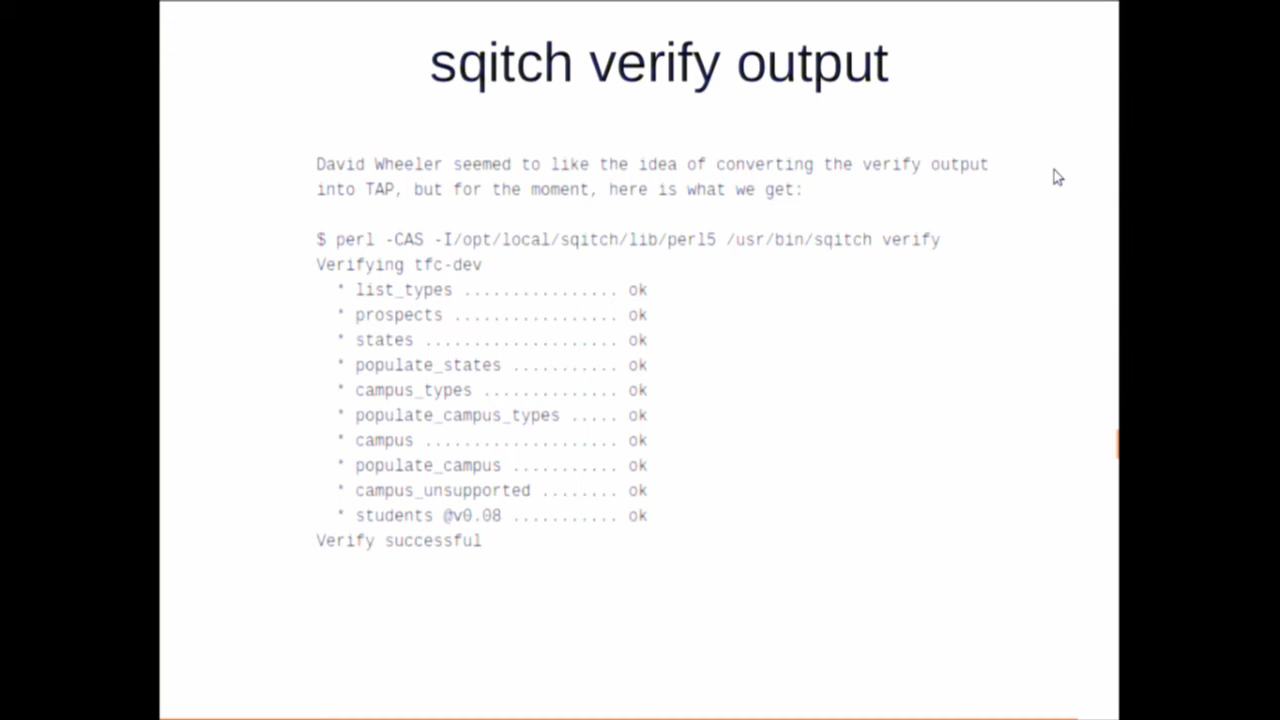 sqitch verify output
David Wheeler seemed to like the idea of converting the verify output
into TAP, but for the moment, here is what we get:
$ perl -CAS -I/opt/local/sqitch/lib/perl5 /usr/bin/sqitch verify
Verifying tfc-dev
* list_types ................ ok
* prospects ................. ok
* states .................... ok
* populate_states ........... ok
* campus_types .............. ok
* populate_campus_types ..... ok
* campus .................... ok
* populate_campus ........... ok
* campus_unsupported ........ ok
* students @v0.08 ........... ok
Verify successful